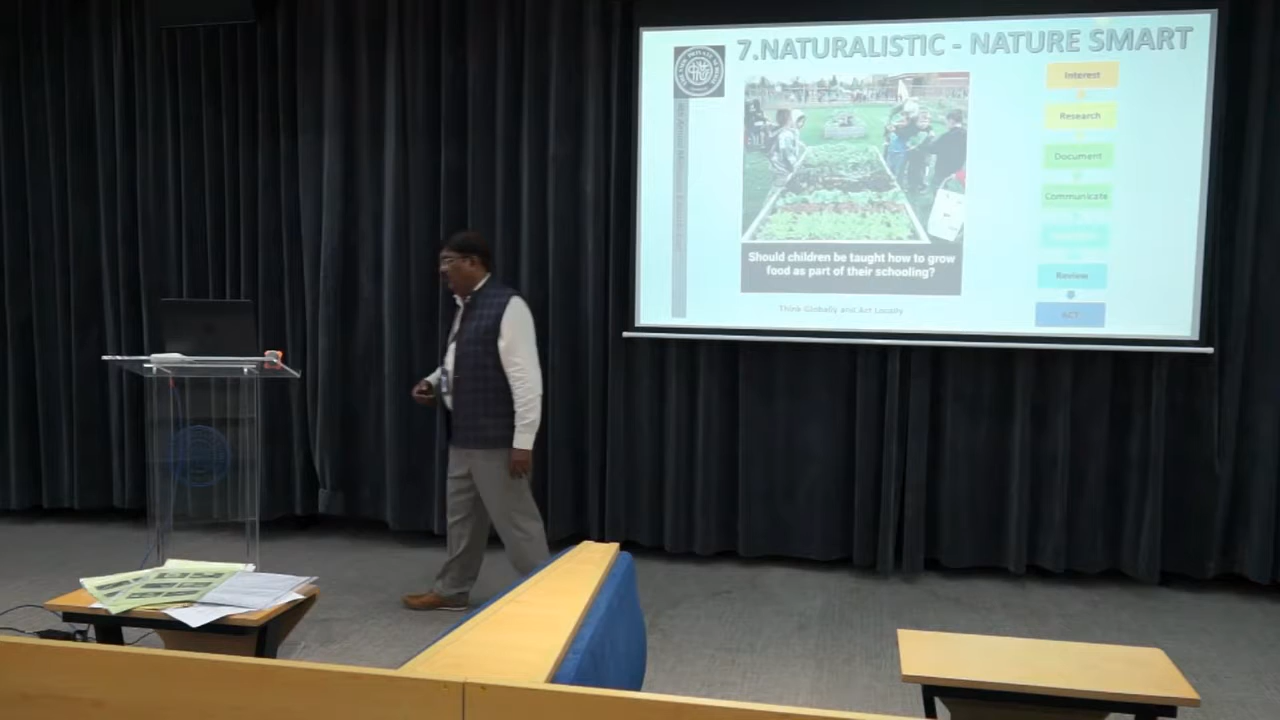 7.NATURALISTIC - NATURE SMART
Interest
Research
Document
Communicate
Review
ACT
Should children be taught how to grow
food as part of their schooling?
Think Globally and Act Locally